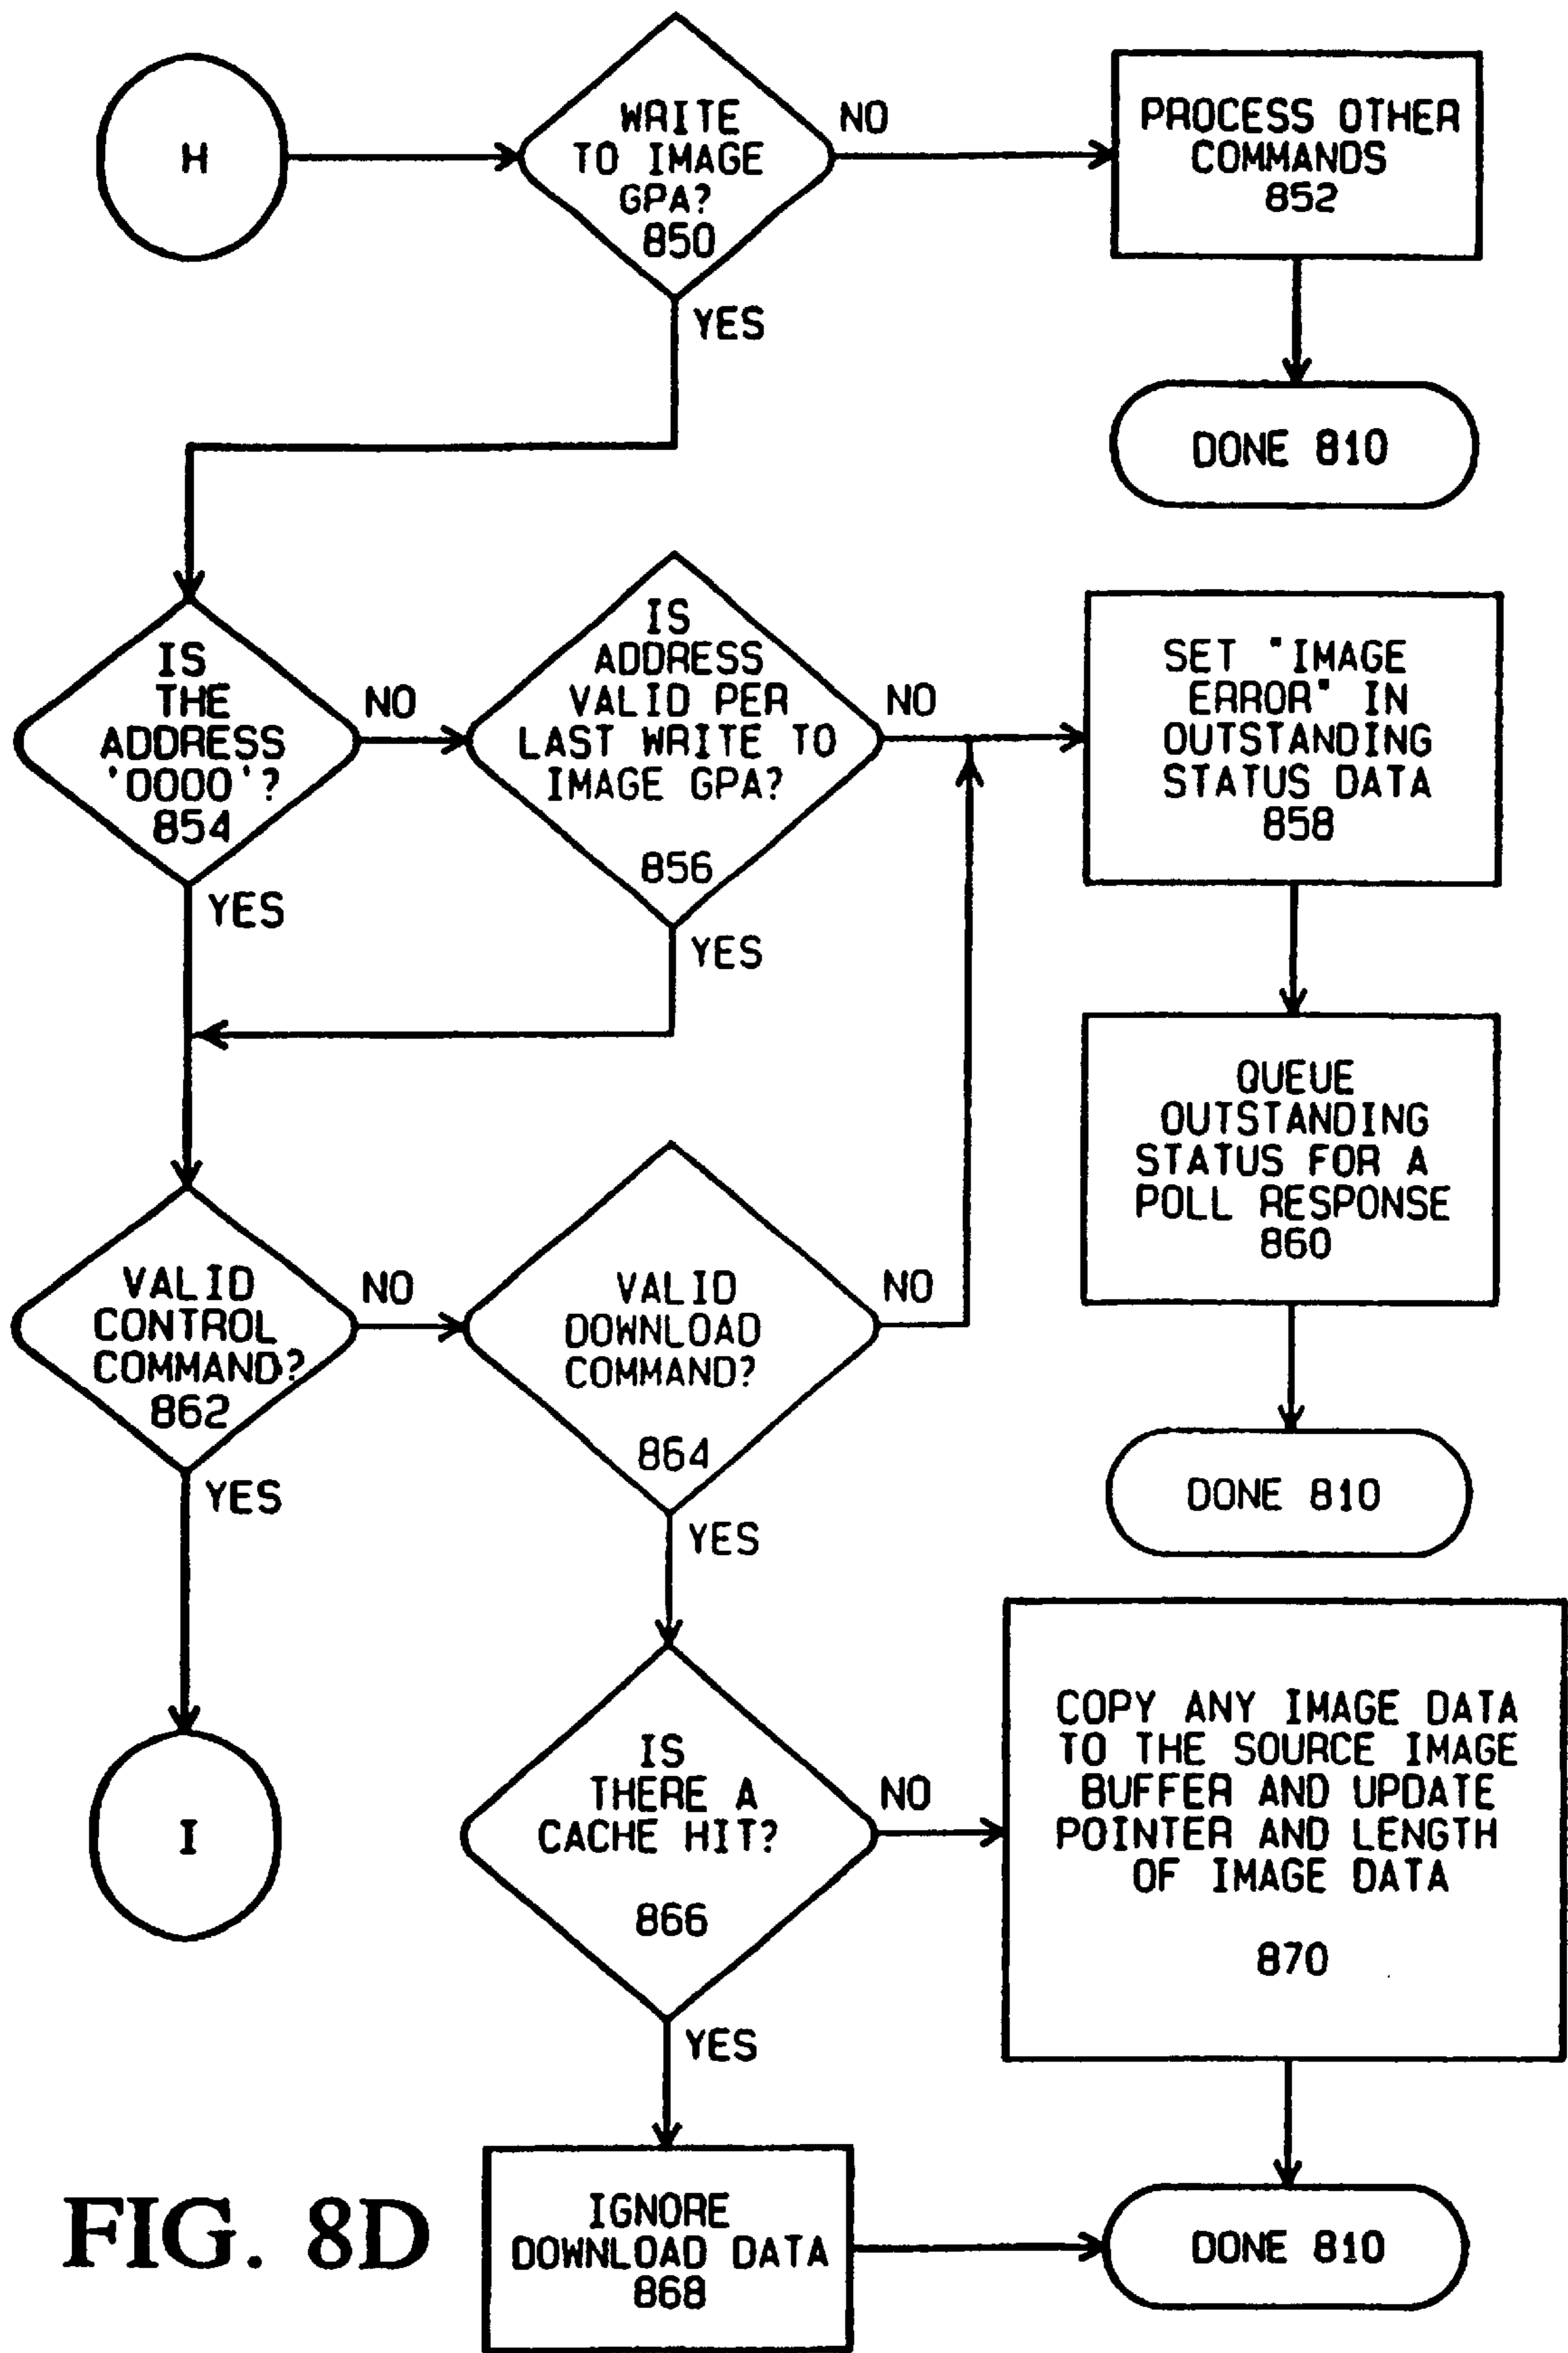 H
WRITE
TO IMAGE
GPA?
850
NO
YES
PROCESS OTHER
COMMANDS
852
DONE 810
IS
THE
ADDRESS
'0000'?
854
NO
YES
IS
ADDRESS
VALID PER
LAST WRITE TO
IMAGE GPA?
856
NO
YES
SET "IMAGE
ERROR" IN
OUTSTANDING
STATUS DATA
858
QUEUE
OUTSTANDING
STATUS FOR A
POLL RESPONSE
860
DONE 810
VALID
CONTROL
COMMAND?
862
NO
YES
VALID
DOWNLOAD
COMMAND?
864
NO
YES
I
IS
THERE A
CACHE HIT?
866
NO
YES
COPY ANY IMAGE DATA
TO THE SOURCE IMAGE
BUFFER AND UPDATE
POINTER AND LENGTH
OF IMAGE DATA
870
IGNORE
DOWNLOAD DATA
868
DONE 810
FIG. 8D